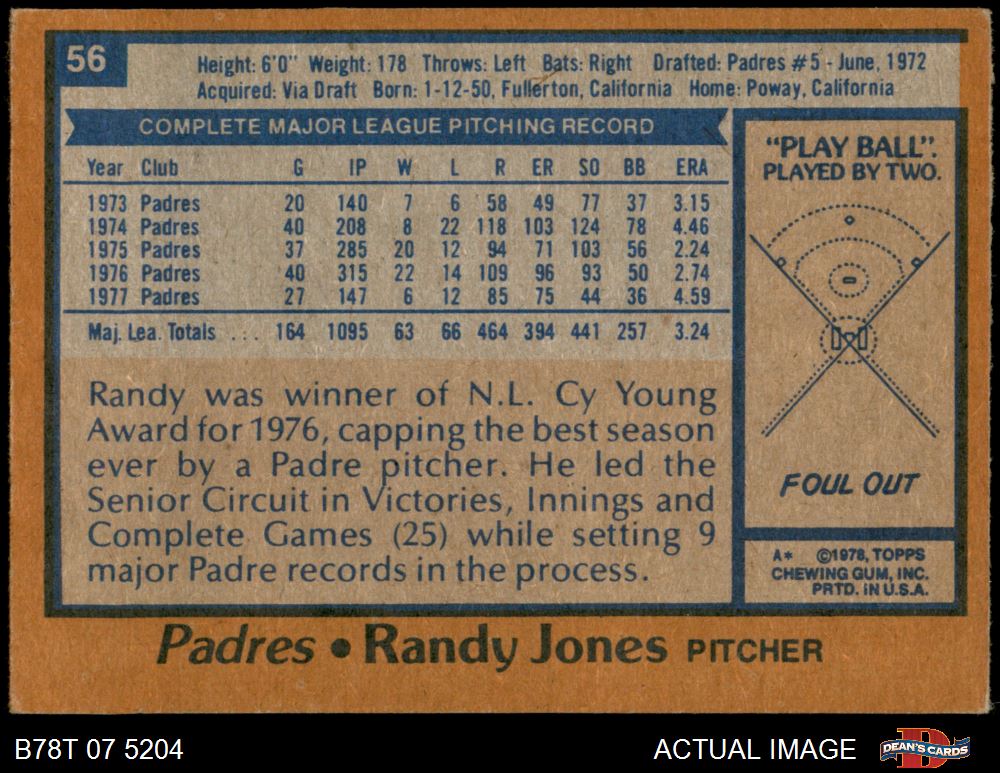 56
Height: 6'0" Weight: 178 Throws: Left Bats: Right Drafted: Padres #5 - June, 1972
Acquired: Via Draft Born: 1-12-50, Fullerton, California Home: Poway, California
COMPLETE MAJOR LEAGUE PITCHING RECORD
Year Club G IP W L R ER SO BB ERA
1973 Padres 20 140 7 6 58 49 77 37 3.15
1974 Padres 40 208 8 22 118 103 124 78 4.46
1975 Padres 37 285 20 12 94 71 103 56 2.24
1976 Padres 40 315 22 14 109 96 93 50 2.74
1977 Padres 27 147 6 12 85 75 44 36 4.59
Maj. Lea. Totals ... 164 1095 63 66 464 394 441 257 3.24
Randy was winner of N.L. Cy Young
Award for 1976, capping the best season
ever by a Padre pitcher. He led the
Senior Circuit in Victories, Innings and
Complete Games (25) while setting 9
major Padre records in the process.
"PLAY BALL".
PLAYED BY TWO.
FOUL OUT
A* ©1978, TOPPS
CHEWING GUM, INC.
PRTD. IN U.S.A.
Padres • Randy Jones PITCHER
B78T 07 5204
ACTUAL IMAGE
DEAN'S CARDS